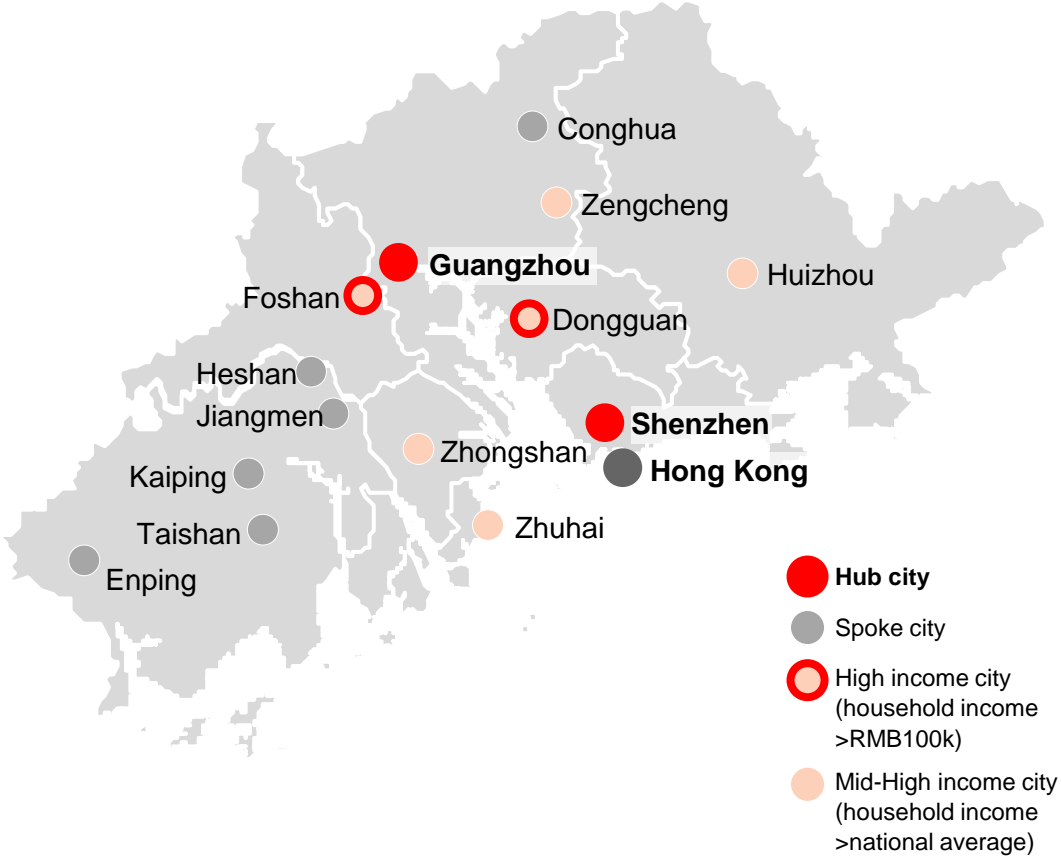 Conghua
Zengcheng
Guangzhou
Huizhou
Foshan
Dongguan
Heshan
Jiangmen
Shenzhen
Zhongshan
Hong Kong
Kaiping
Taishan
Zhuhai
Enping
Hub city
Spoke city
High income city
(household income
>RMB100k)
Mid-High income city
(household income
>national average)